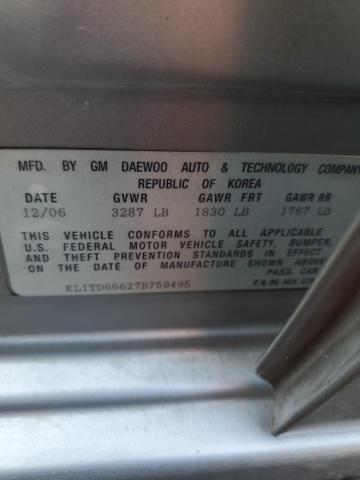 MFD. BY GM DAEWOO AUTO & TECHNOLOGY COMPANY
REPUBLIC OF KOREA
DATE GVWR GAWR FRT GAWR RR
12/06 3287 LB 1830 LB 1767 LB
THIS VEHICLE CONFORMS TO ALL APPLICABLE
U.S. FEDERAL MOTOR VEHICLE SAFETY, BUMPER,
AND THEFT PREVENTION STANDARDS IN EFFECT
ON THE DATE OF MANUFACTURE SHOWN ABOVE.
PASS. CAR
KL1TD66627B759495 P.N.96 404